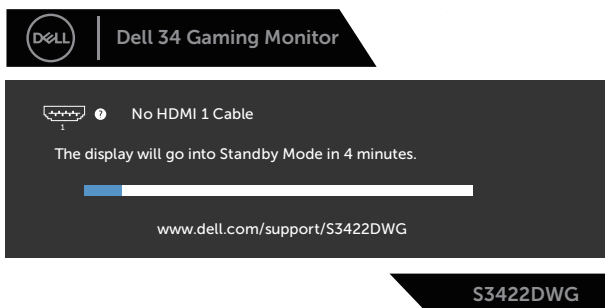 DELL
Dell 34 Gaming Monitor
? No HDMI 1 Cable
1
The display will go into Standby Mode in 4 minutes.
www.dell.com/support/S3422DWG
S3422DWG